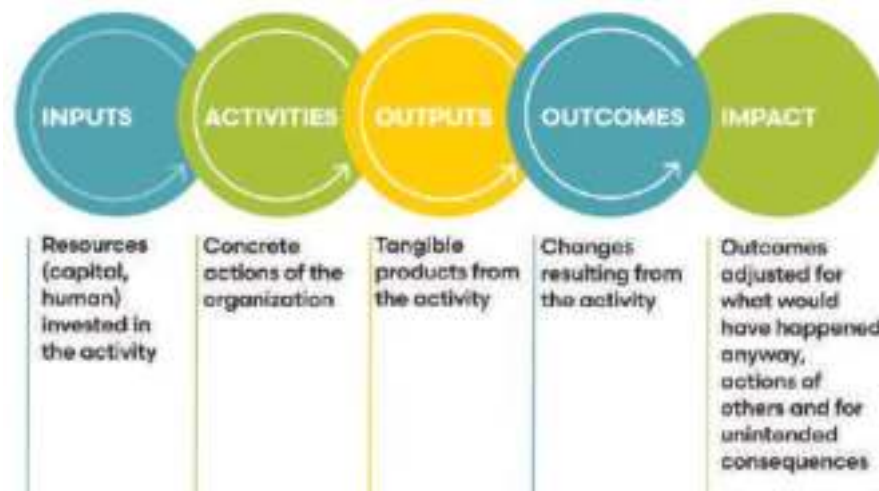 INPUTS
ACTIVITIES
OUTPUTS
OUTCOMES
IMPACT
Resources
(capital,
human)
invested in
the activity
Concrete
actions of the
organization
Tangible
products from
the activity
Changes
resulting from
the activity
Outcomes
adjusted for
what would
have happened
anyway,
actions of
others and for
unintended
consequences